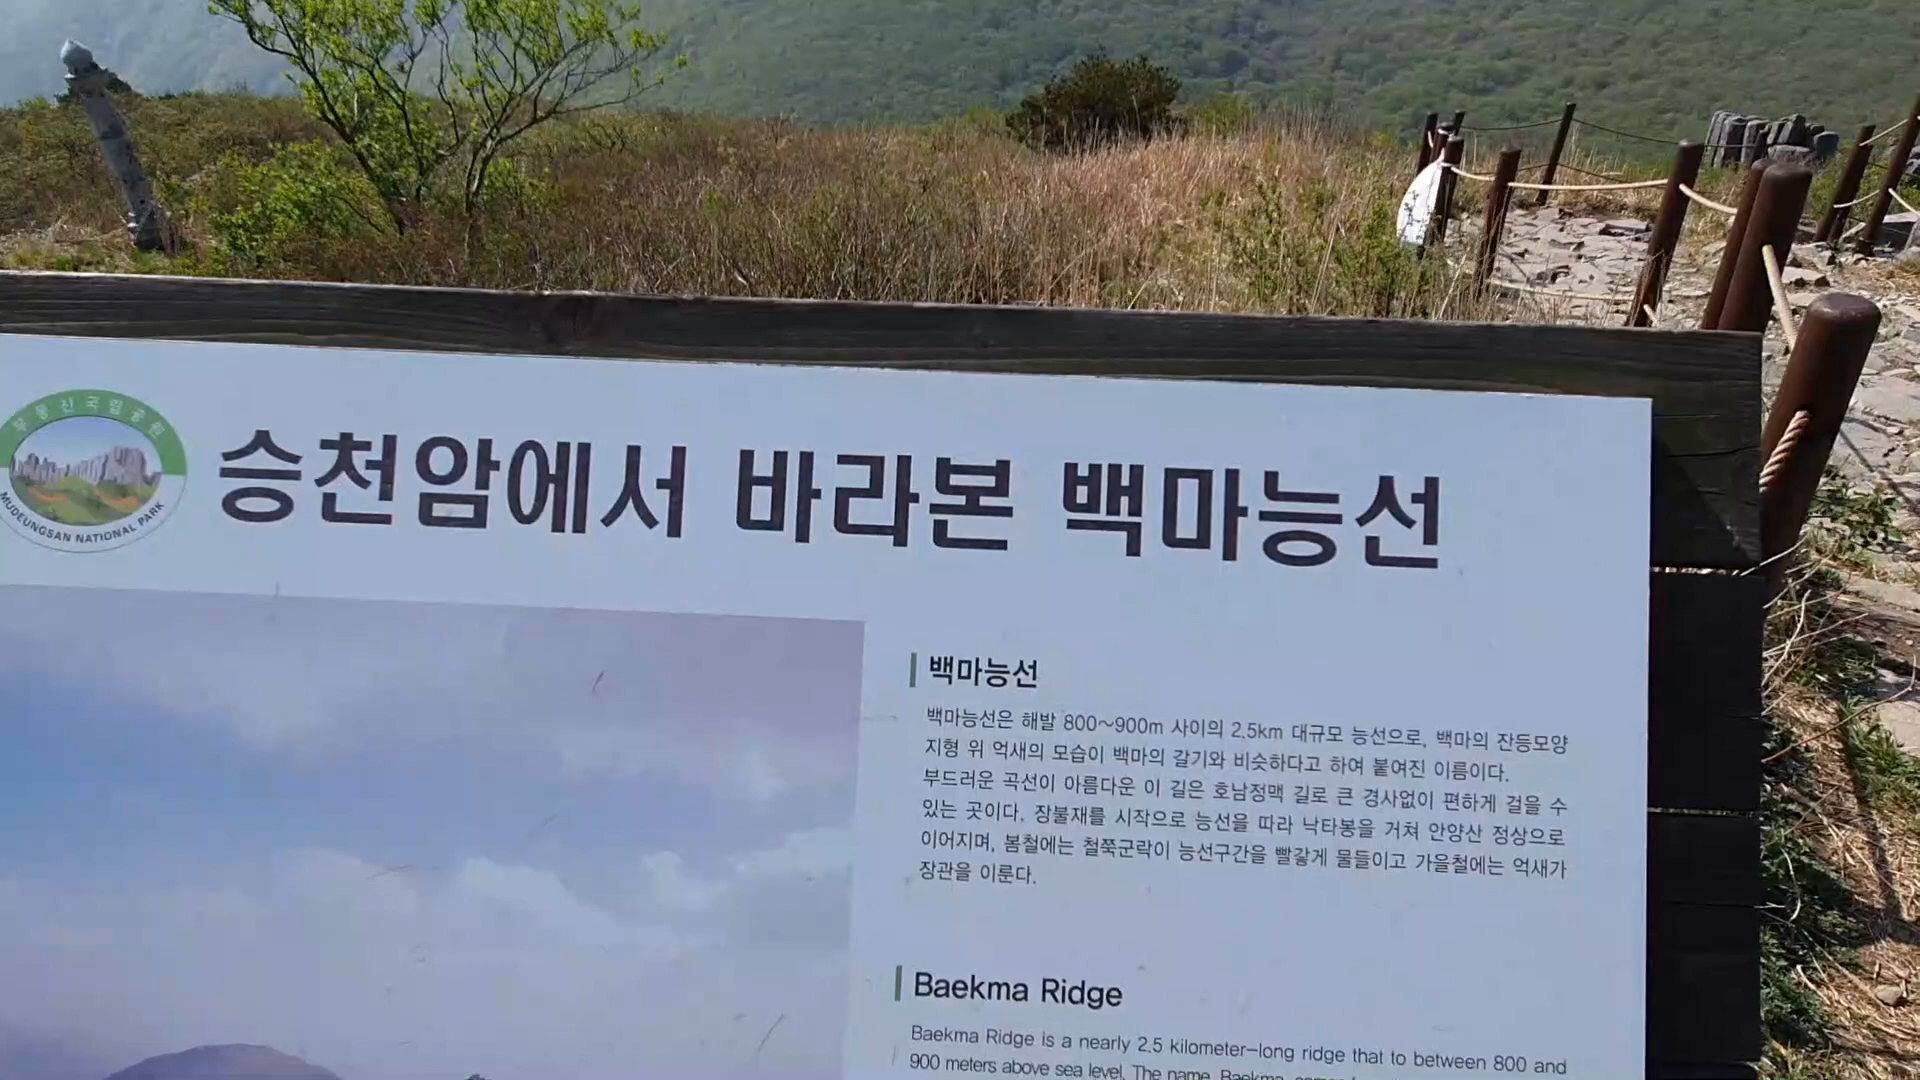 무등산국립공원
MUDEUNGSAN NATIONAL PARK
승천암에서 바라본 백마능선
백마능선
백마능선은 해발 800~900m 사이의 2.5km 대규모 능선으로, 백마의 잔등모양
지형 위 억새의 모습이 백마의 갈기와 비슷하다고 하여 붙여진 이름이다.
부드러운 곡선이 아름다운 이 길은 호남정맥 길로 큰 경사없이 편하게 걸을 수
있는 곳이다. 장불재를 시작으로 능선을 따라 낙타봉을 거쳐 안양산 정상으로
이어지며, 봄철에는 철쭉군락이 능선구간을 빨갛게 물들이고 가을철에는 억새가
장관을 이룬다.
Baekma Ridge
Baekma Ridge is a nearly 2.5 kilometer-long ridge that to between 800 and
900 meters above sea level. The name, Baekma,